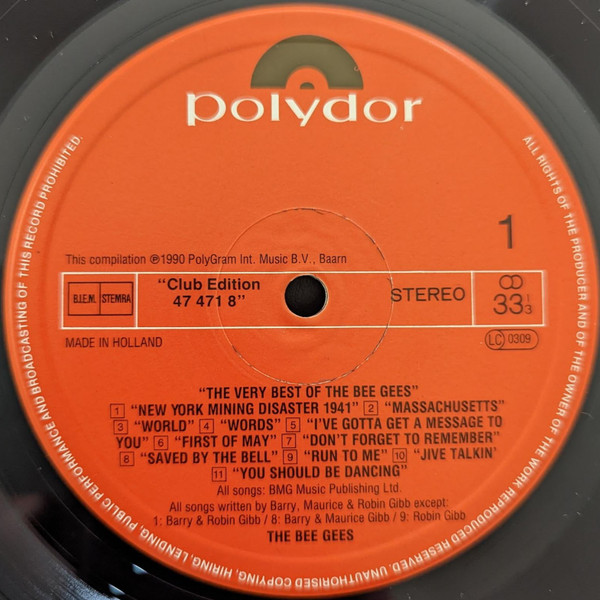 polydor
1
This compilation ℗1990 PolyGram Int. Music B.V., Baarn
B.I.E.M. STEMRA
"Club Edition
47 471 8"
STEREO
33 1/3
MADE IN HOLLAND
LC 0309
"THE VERY BEST OF THE BEE GEES"
1 "NEW YORK MINING DISASTER 1941" 2 "MASSACHUSETTS"
3 "WORLD" 4 "WORDS" 5 "I'VE GOTTA GET A MESSAGE TO
YOU" 6 "FIRST OF MAY" 7 "DON'T FORGET TO REMEMBER"
8 "SAVED BY THE BELL" 9 "RUN TO ME" 10 "JIVE TALKIN'
11 "YOU SHOULD BE DANCING"
All songs: BMG Music Publishing Ltd.
All songs written by Barry, Maurice & Robin Gibb except:
1: Barry & Robin Gibb / 8: Barry & Maurice Gibb / 9: Robin Gibb
THE BEE GEES
ALL RIGHTS OF THE PRODUCER AND OF THE OWNER OF THE WORK REPRODUCED RESERVED. UNAUTHORISED COPYING, HIRING, LENDING, PUBLIC PERFORMANCE AND BROADCASTING OF THIS RECORD PROHIBITED.